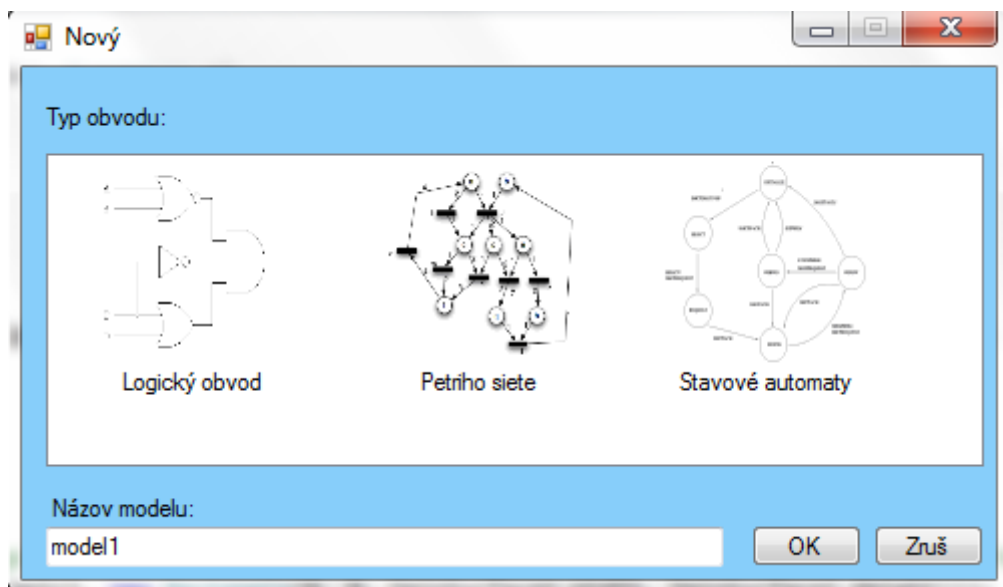 Nový
Typ obvodu:
Logický obvod
Petriho siete
Stavové automaty
Názov modelu:
model1
OK
Zruš